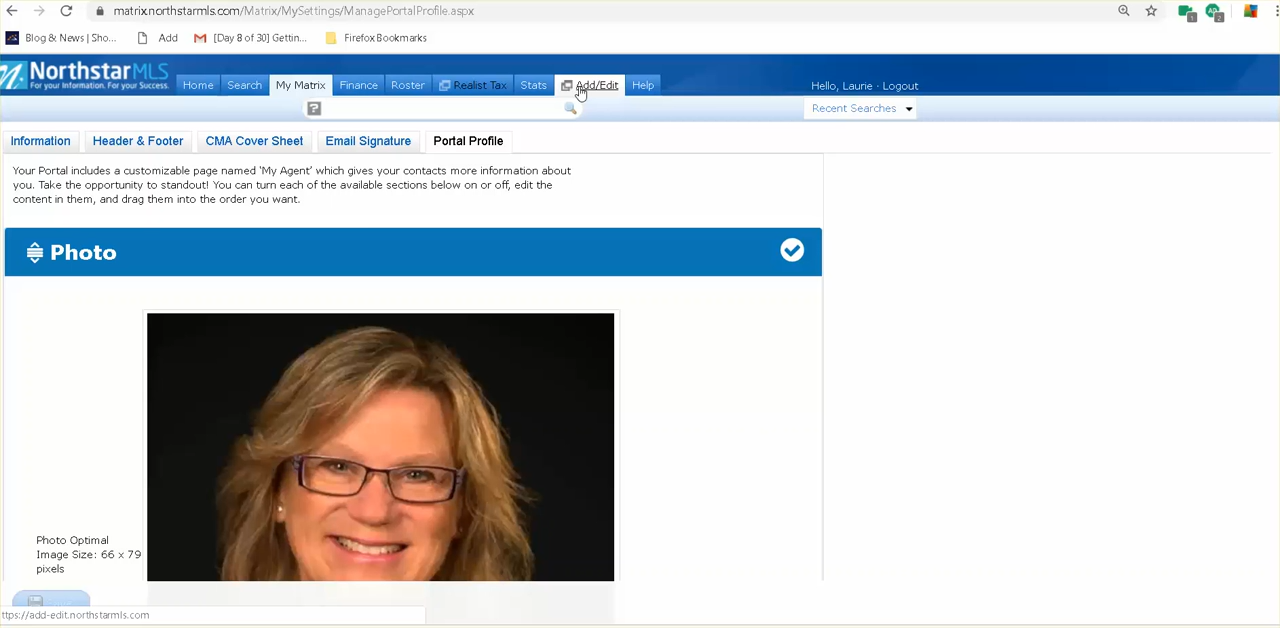 matrix.northstarmls.com/Matrix/MySettings/ManagePortalProfile.aspx
Blog & News | Sho... Add [Day 8 of 30] Gettin... Firefox Bookmarks
NorthstarMLS
For your Information. For your Success.
Home Search My Matrix Finance Roster Realist Tax Stats Add/Edit Help
Hello, Laurie · Logout
? Recent Searches
Information Header & Footer CMA Cover Sheet Email Signature Portal Profile
Your Portal includes a customizable page named 'My Agent' which gives your contacts more information about
you. Take the opportunity to standout! You can turn each of the available sections below on or off, edit the
content in them, and drag them into the order you want.
Photo
Photo Optimal
Image Size: 66 x 79
pixels
ttps://add-edit.northstarmls.com